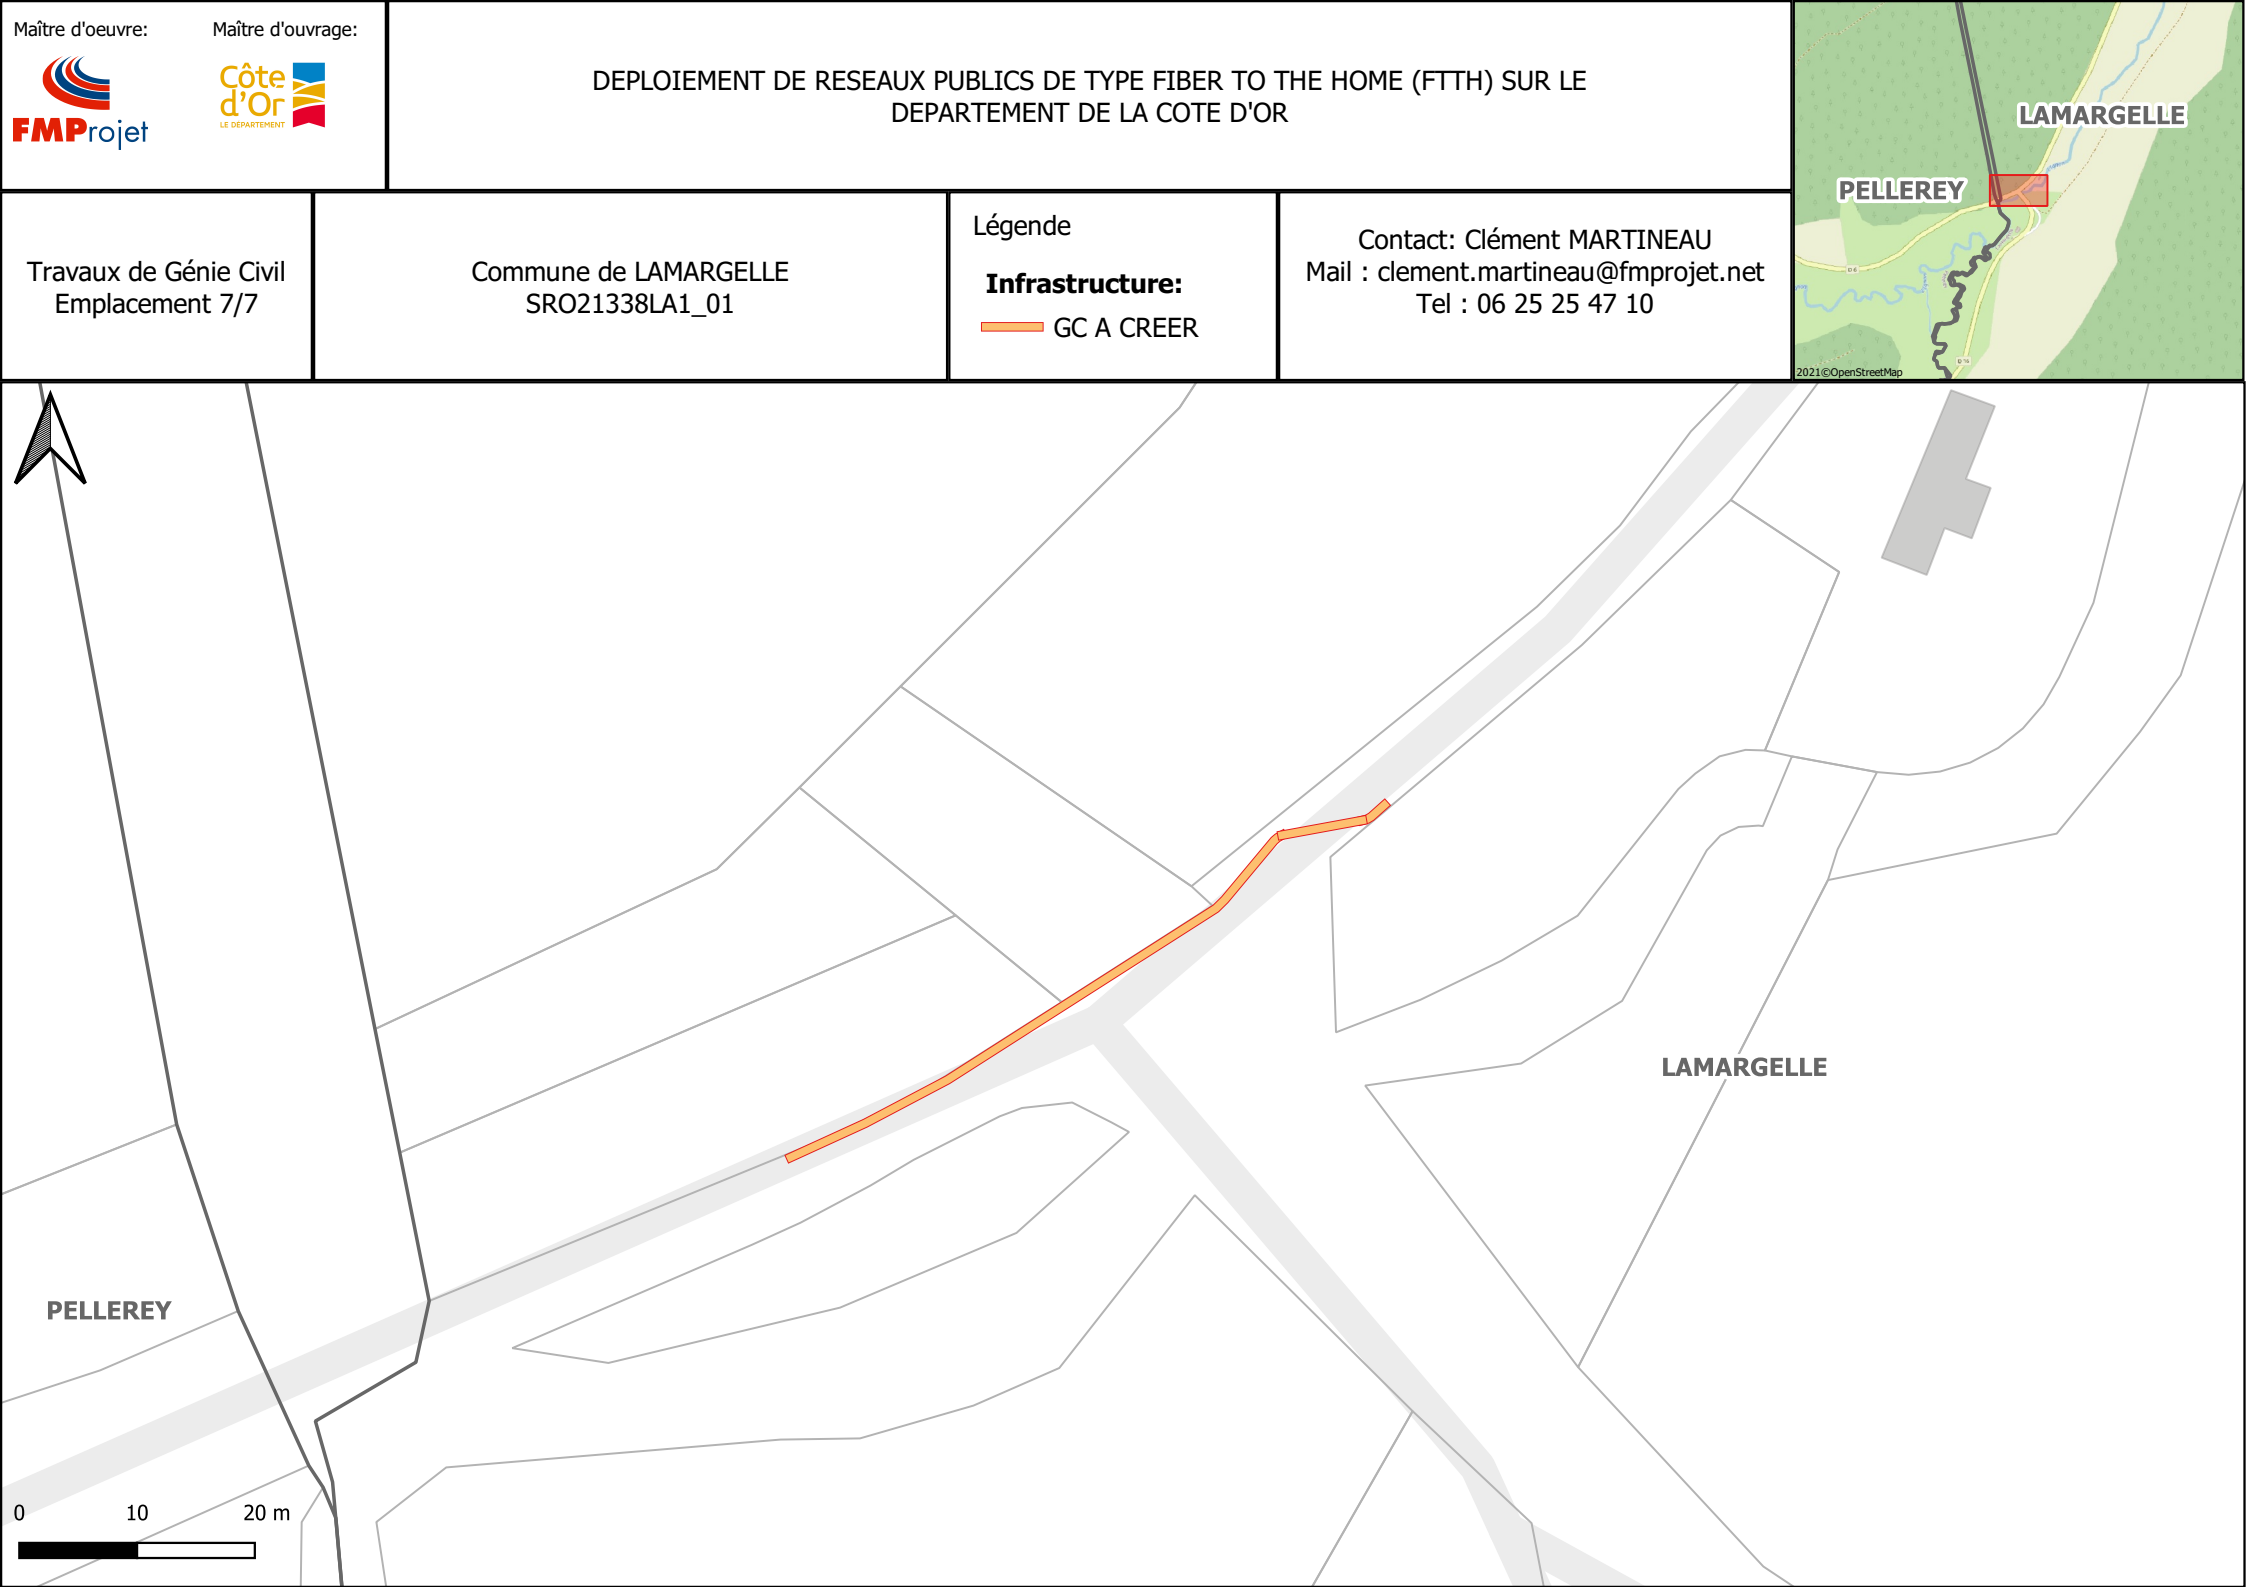 Maître d'oeuvre:
Maître d'ouvrage:
FMProjet
Côte
d'Or
LE DÉPARTEMENT
DEPLOIEMENT DE RESEAUX PUBLICS DE TYPE FIBER TO THE HOME (FTTH) SUR LE
DEPARTEMENT DE LA COTE D'OR
Travaux de Génie Civil
Emplacement 7/7
Commune de LAMARGELLE
SRO21338LA1_01
Légende
Infrastructure:
GC A CREER
Contact: Clément MARTINEAU
Mail : clement.martineau@fmprojet.net
Tel : 06 25 25 47 10
LAMARGELLE
PELLEREY
D 6
D 16
2021©OpenStreetMap
LAMARGELLE
PELLEREY
0 10 20 m